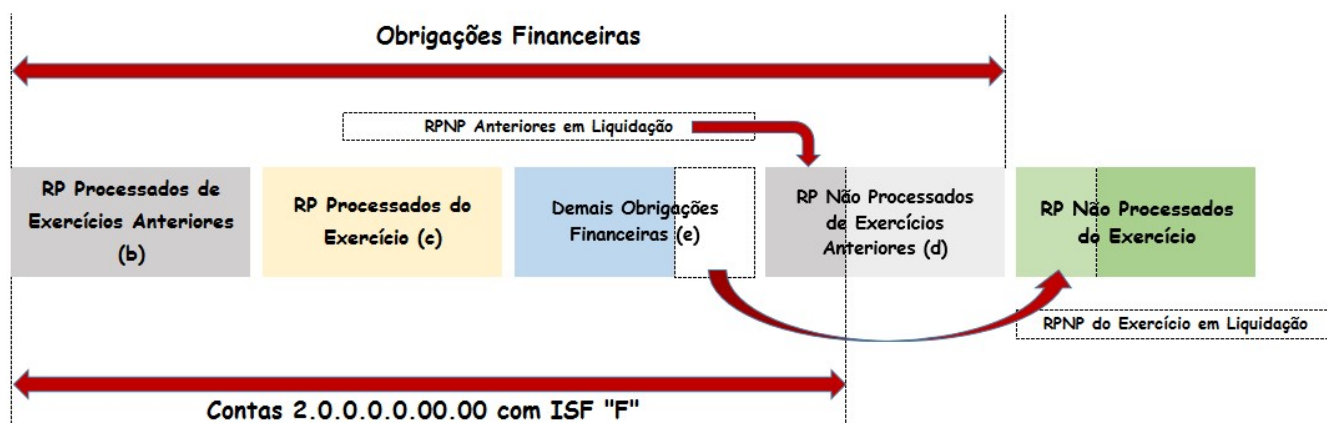 Obrigações Financeiras
RPNP Anteriores em Liquidação
RP Processados de
Exercícios Anteriores
(b)
RP Processados do
Exercício (c)
Demais Obrigações
Financeiras (e)
RP Não Processados
de Exercícios
Anteriores (d)
RP Não Processados
do Exercício
RPNP do Exercício em Liquidação
Contas 2.0.0.0.0.00.00 com ISF "F"